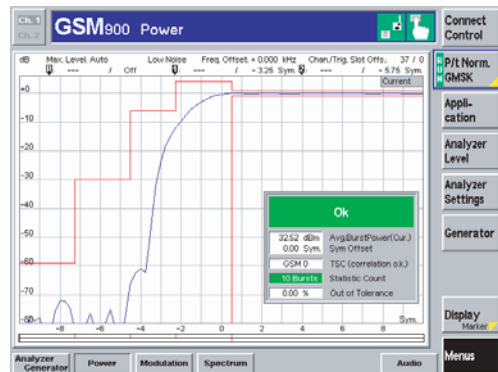 Ch. 1
Ch. 2
GSM900 Power
Connect Control
dB Max. Level Auto Low Noise Freq. Offset + 0.000 kHz Chan./Trig. Slot Offs. 37 / 0
--- / Off --- / - 3.25 Sym. --- / - 5.75 Sym.
Current
RUN
P/t Norm. GMSK
Appli-cation
Analyzer Level
Analyzer Settings
Generator
Display
Marker
Menus
+0
-10
-20
-30
-40
-50
-60
-70
-80
Ok
32.52 dBm Avg.BurstPower(Cur.)
0.00 Sym. Sym Offset
GSM 0 TSC (correlation o.k.)
10 Bursts Statistic Count
0.00 % Out of Tolerance
-8 -6 -4 -2 0 2 4 6 8 Sym.
Analyzer Generator
Power
Modulation
Spectrum
Audio